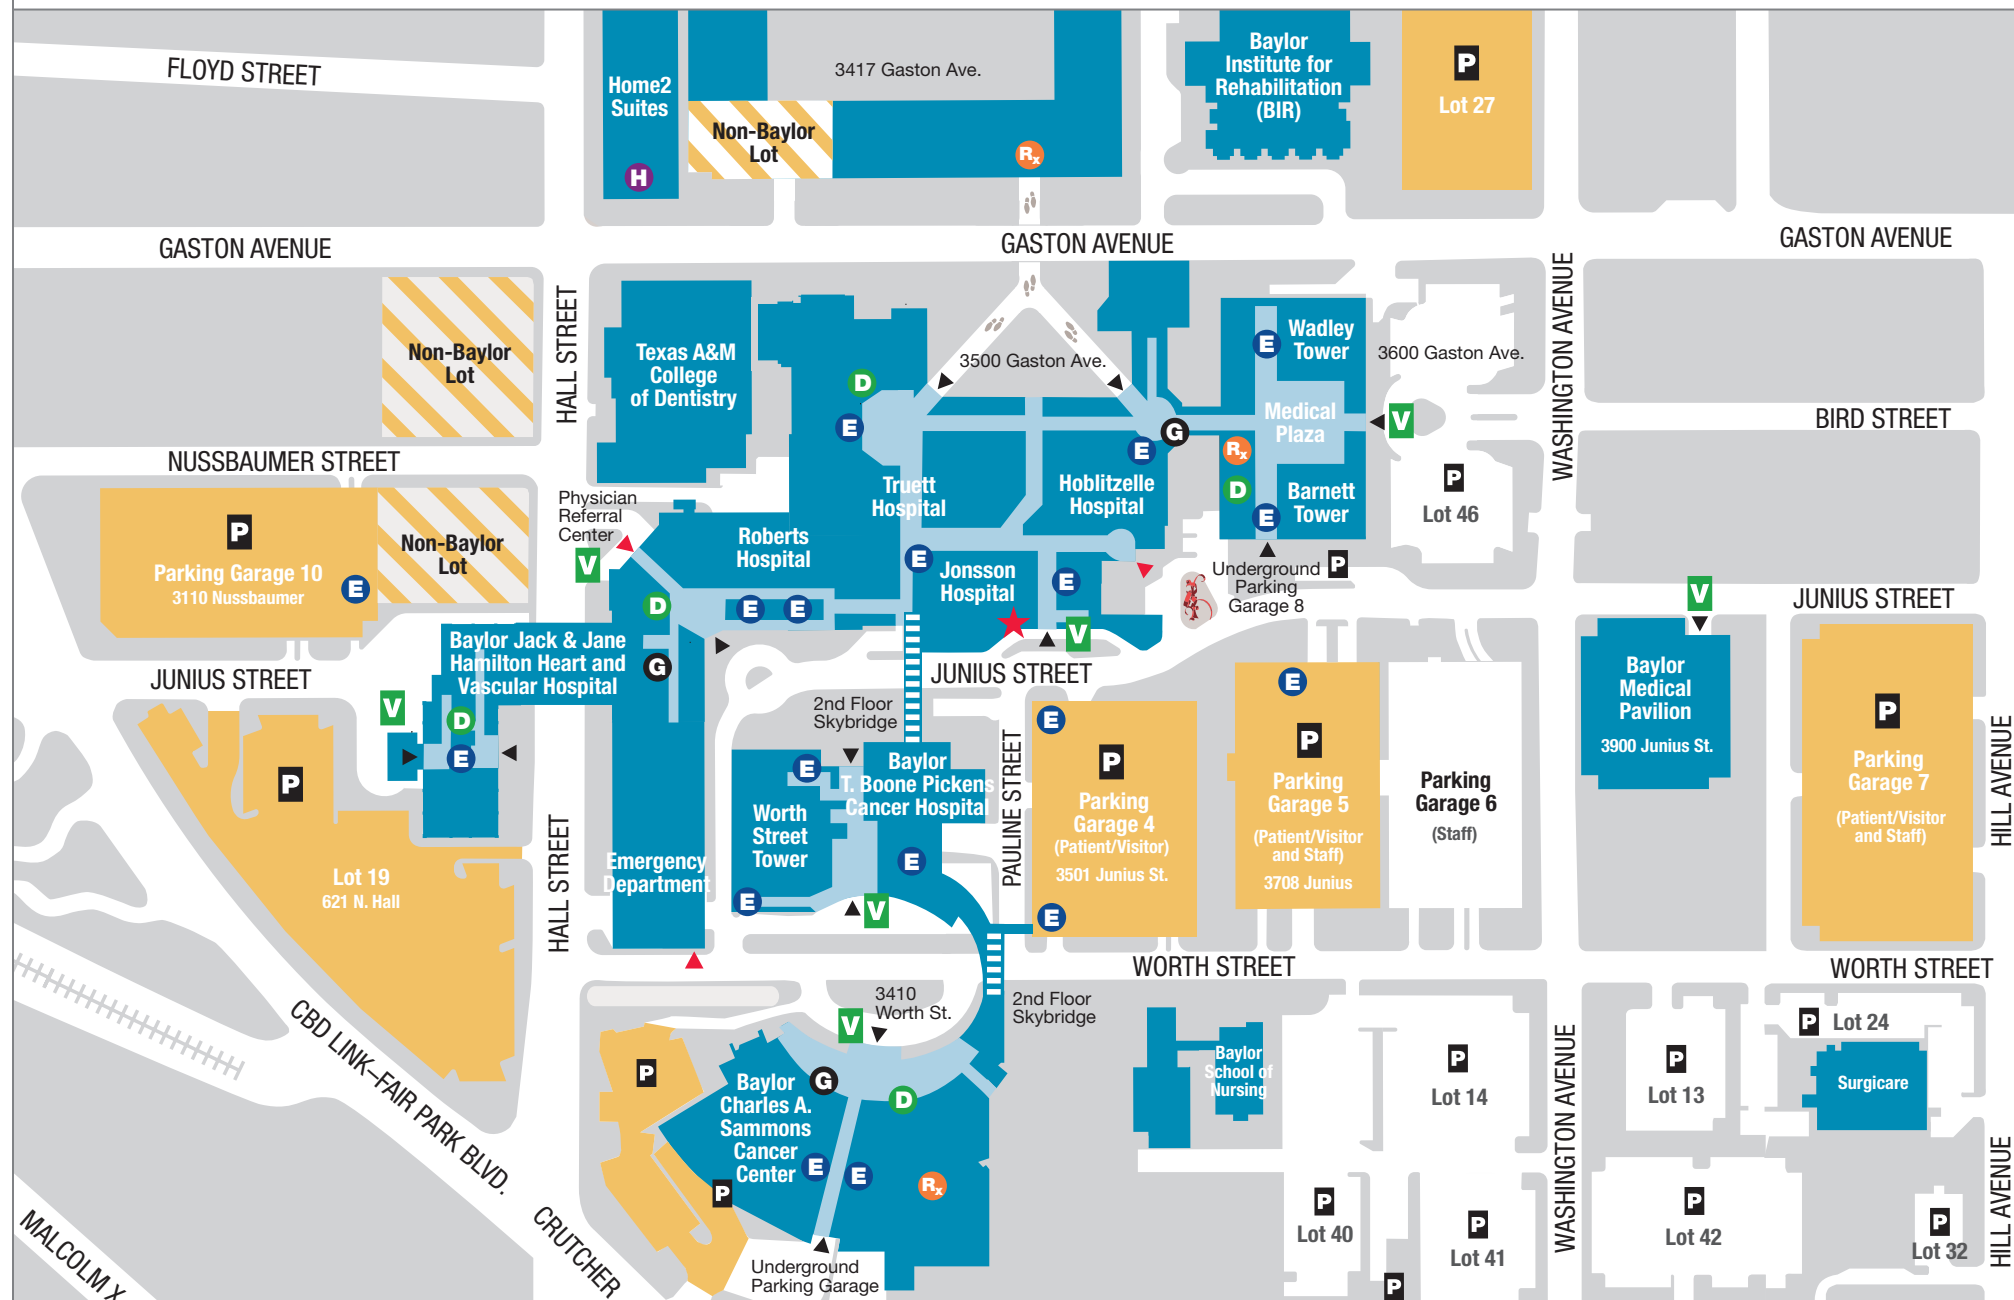 FLOYD STREET
Home2
Suites
H
3417 Gaston Ave.
Non-Baylor
Lot
Rx
Baylor
Institute for
Rehabilitation
(BIR)
P
Lot 27
GASTON AVENUE
GASTON AVENUE
GASTON AVENUE
Non-Baylor
Lot
HALL STREET
Texas A&M
College
of Dentistry
D
E
3500 Gaston Ave.
Wadley
Tower
E
3600 Gaston Ave.
WASHINGTON AVENUE
Medical
Plaza
V
G
E
Rx
D
BIRD STREET
NUSSBAUMER STREET
Truett
Hospital
Hoblitzelle
Hospital
Barnett
Tower
E
P
Lot 46
Physician
Referral
Center
V
P
Parking Garage 10
3110 Nussbaumer
E
Non-Baylor
Lot
Roberts
Hospital
E
Jonsson
Hospital
E
Underground
Parking
Garage 8
P
D
E
E
V
V
JUNIUS STREET
Baylor Jack & Jane
Hamilton Heart and
Vascular Hospital
G
JUNIUS STREET
JUNIUS STREET
V
D
E
2nd Floor
Skybridge
PAULINE STREET
E
P
Parking
Garage 4
(Patient/Visitor)
3501 Junius St.
E
E
P
Parking
Garage 5
(Patient/Visitor
and Staff)
3708 Junius
Parking
Garage 6
(Staff)
Baylor
Medical
Pavilion
3900 Junius St.
P
Parking
Garage 7
(Patient/Visitor
and Staff)
HILL AVENUE
P
Lot 19
621 N. Hall
HALL STREET
Emergency
Department
E
Worth
Street
Tower
E
Baylor
T. Boone Pickens
Cancer Hospital
E
V
WORTH STREET
WORTH STREET
CBD LINK–FAIR PARK BLVD.
3410
Worth St.
V
2nd Floor
Skybridge
P
Baylor
Charles A.
Sammons
Cancer
Center
G
D
E
E
Rx
P
Underground
Parking Garage
Baylor
School of
Nursing
P
Lot 14
WASHINGTON AVENUE
P
Lot 13
P
Lot 24
Surgicare
P
Lot 40
P
Lot 41
P
P
Lot 42
P
Lot 32
HILL AVENUE
MALCOLM X
CRUTCHER